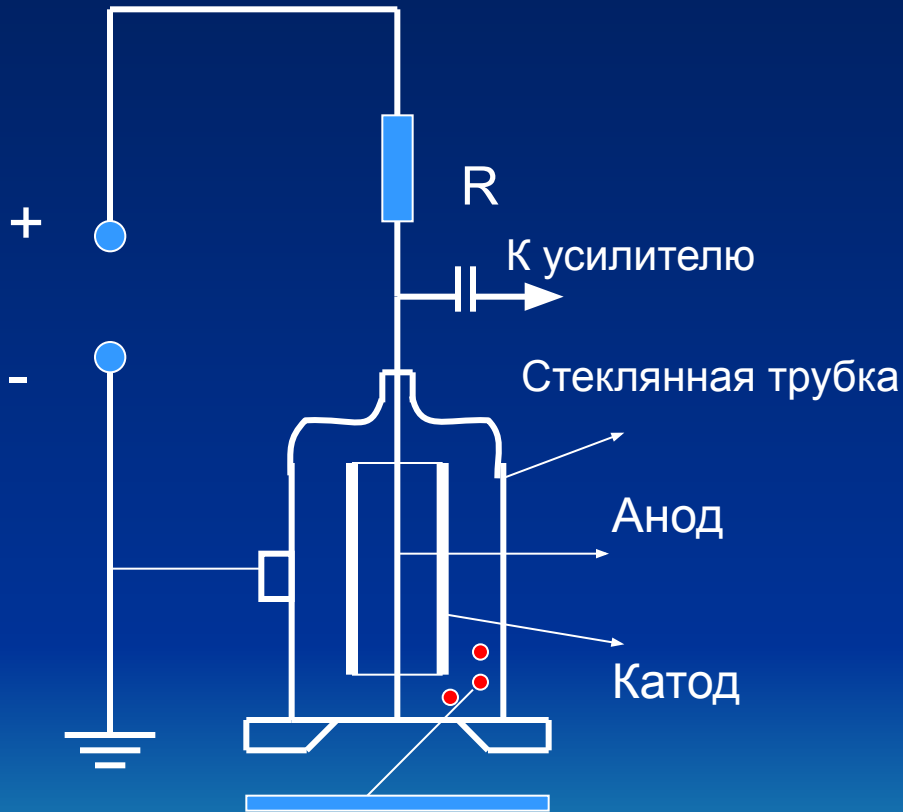 R
+
К усилителю
-
Стеклянная трубка
Анод
Катод